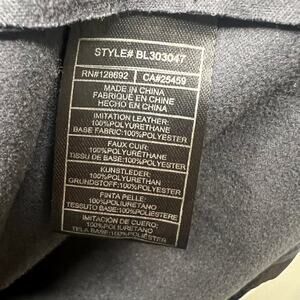 STYLE# BL303047
RN#128692 CA#25459
MADE IN CHINA
FABRIQUÉ EN CHINE
HECHO EN CHINA
IMITATION LEATHER:
100%POLYURETHANE
BASE FABRIC:100%POLYESTER
FAUX CUIR:
100%POLYURETHANE
TISSU DE BASE:100%POLYESTER
KUNSTLEDER:
100%POLYURETHAN
GRUNDSTOFF:100%POLYESTER
FINTA PELLE:
100%POLIURETANO
TESSUTO BASE:100%POLIESTERE
IMITACIÓN DE CUERO:
100%POLIURETANO
TELA BASE:100%POLIÉSTER